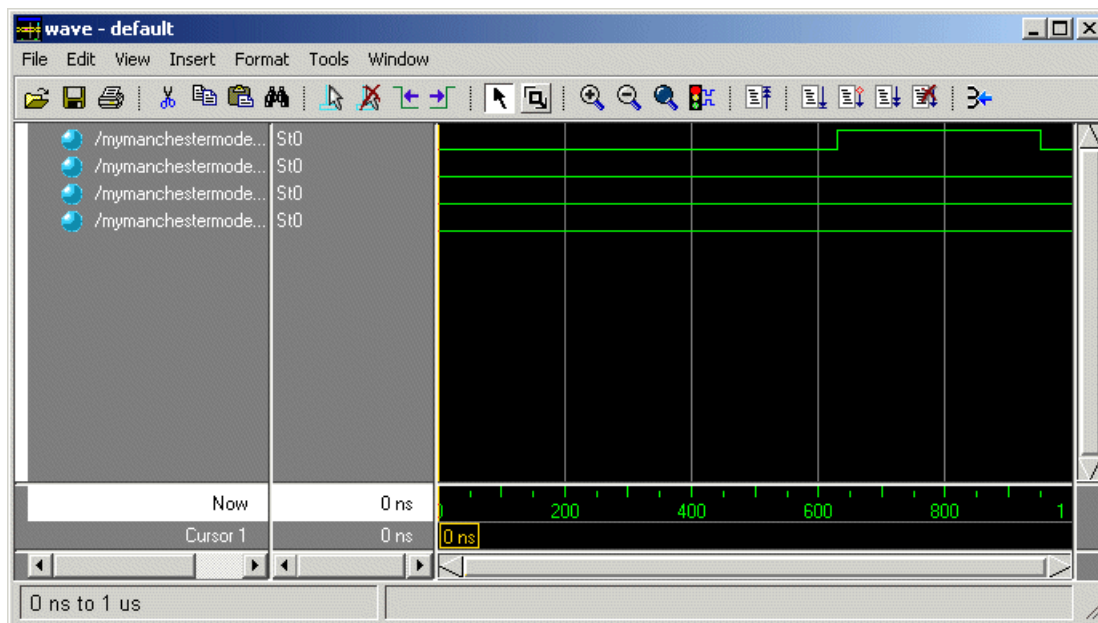 wave - default
File Edit View Insert Format Tools Window
/mymanchestermode... St0
/mymanchestermode... St0
/mymanchestermode... St0
/mymanchestermode... St0
Now 0 ns
0 200 400 600 800 1
Cursor 1 0 ns 0 ns
0 ns to 1 us